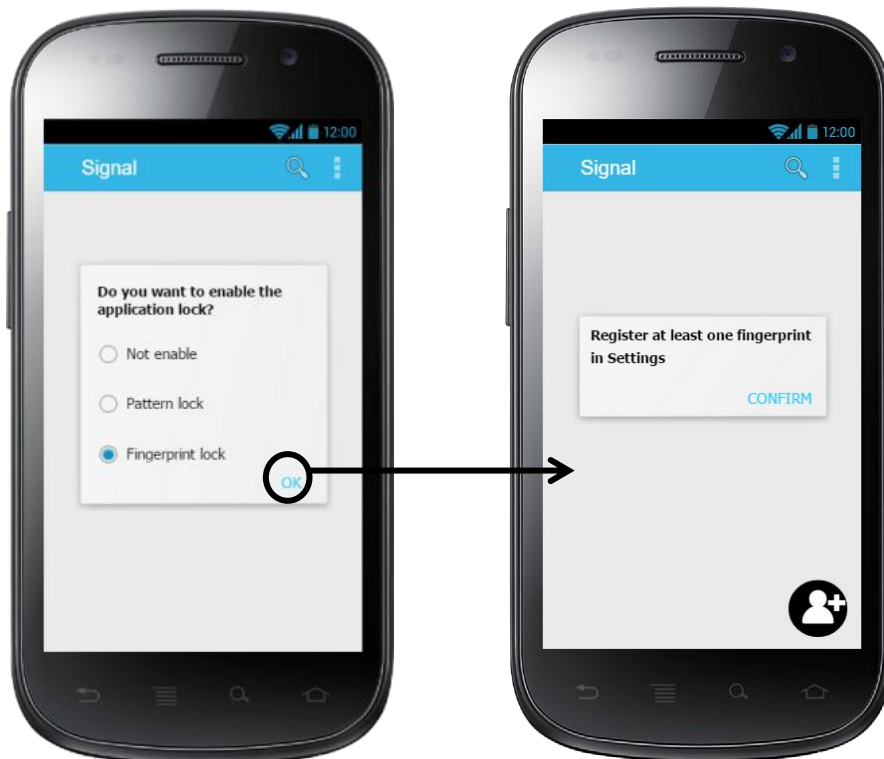 12:00
Signal
Do you want to enable the
application lock?
Not enable
Pattern lock
Fingerprint lock
OK
12:00
Signal
Register at least one fingerprint
in Settings
CONFIRM